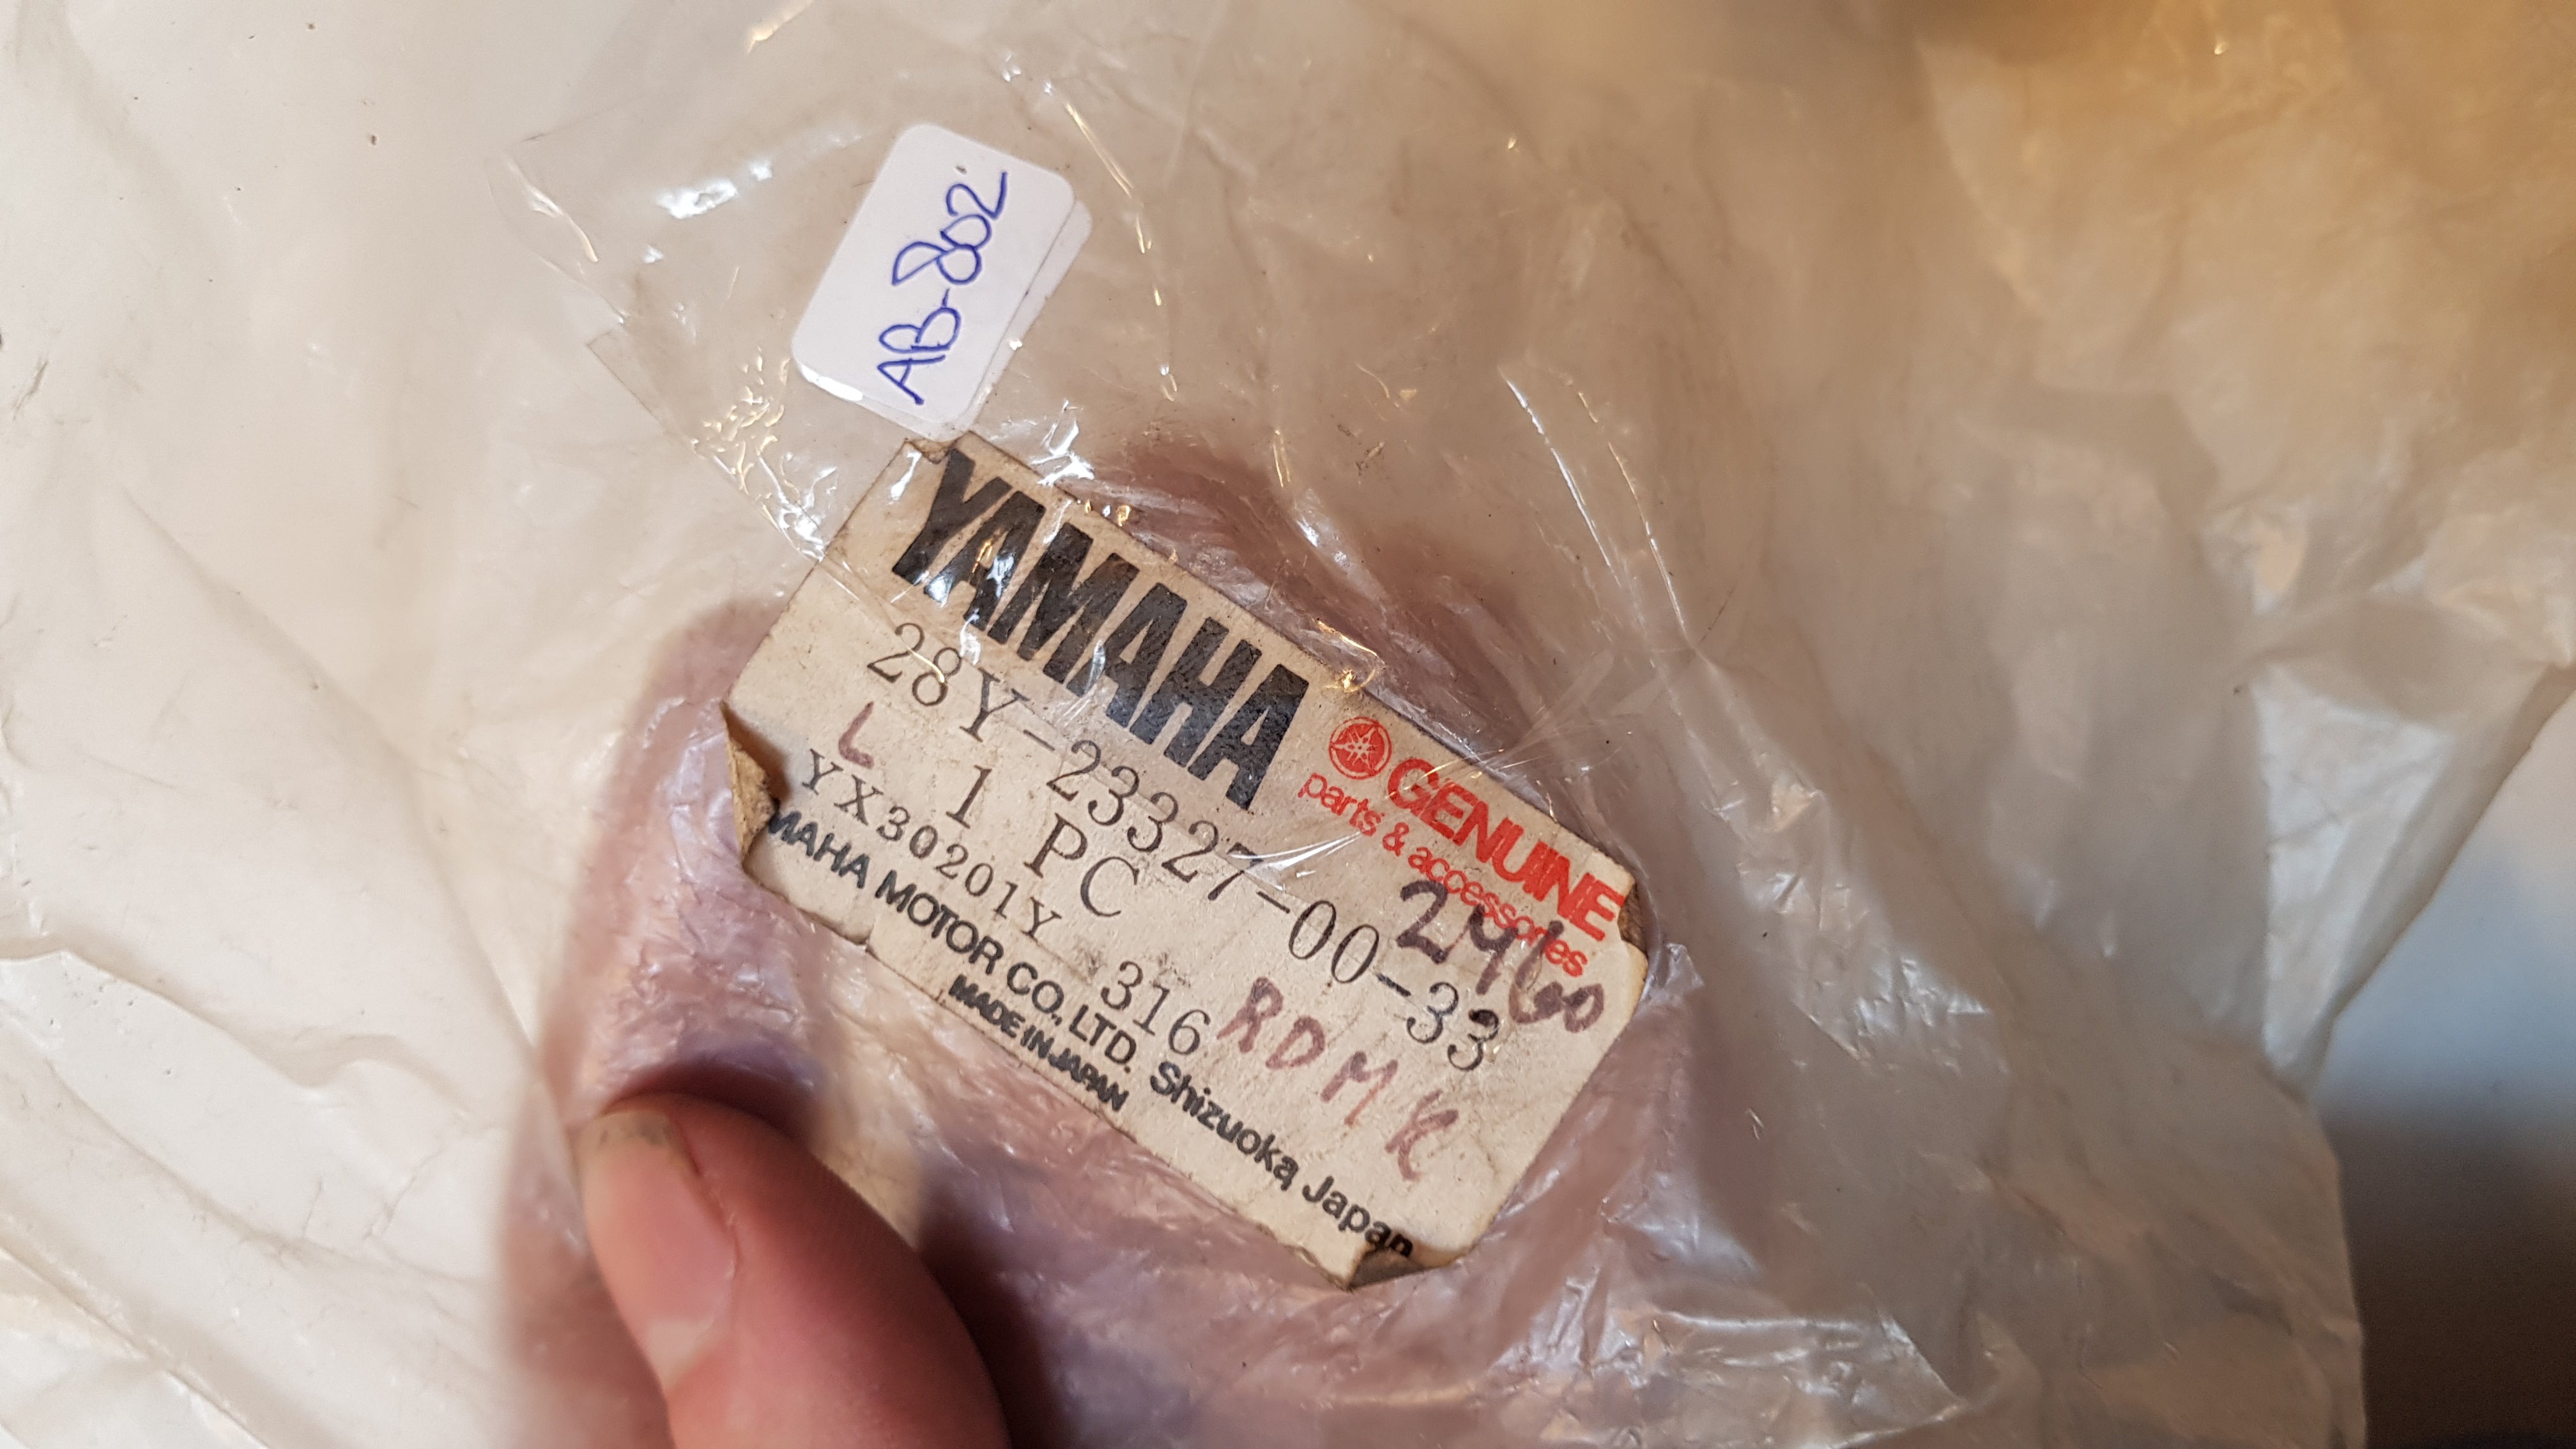 AB-802
YAMAHA
GENUINE
parts & accessories
28Y-23327-00-33
L 1 PC
YX30201Y 316
RDMK
MAHA MOTOR CO., LTD. Shizuoka, Japan
MADE IN JAPAN